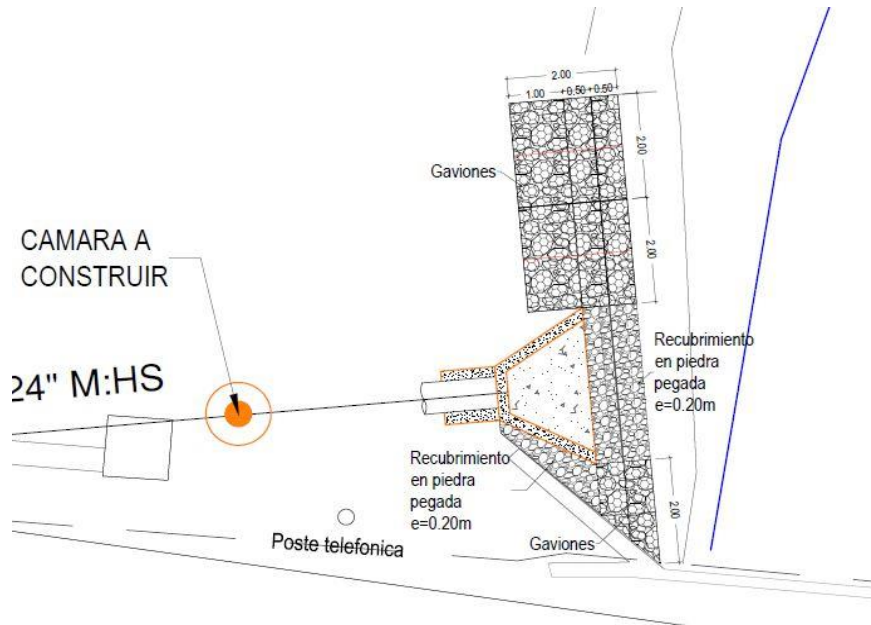 2.00
1.00 +0.50 +0.50
2.00
Gaviones
2.00
CAMARA A
CONSTRUIR
Recubrimiento
en piedra
pegada
e=0.20m
24" M:HS
Recubrimiento
en piedra
pegada
e=0.20m
2.00
Gaviones
Poste telefonica